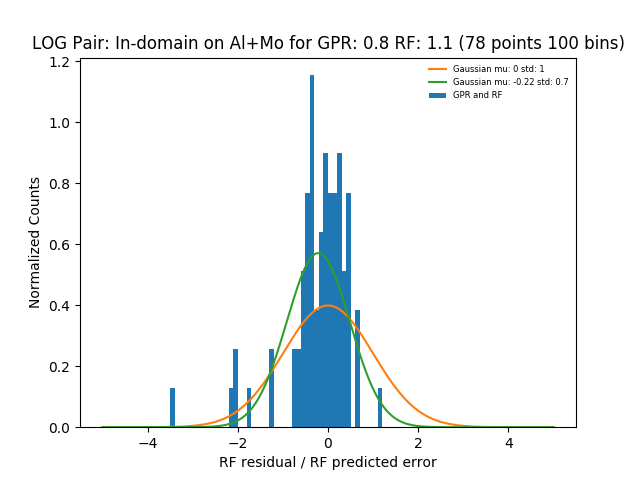 LOG Pair: In-domain on Al+Mo for GPR: 0.8 RF: 1.1 (78 points 100 bins)
Gaussian mu: 0 std: 1
Gaussian mu: -0.22 std: 0.7
GPR and RF
Normalized Counts
1.2
1.0
0.8
0.6
0.4
0.2
0.0
−4
−2
0
2
4
RF residual / RF predicted error